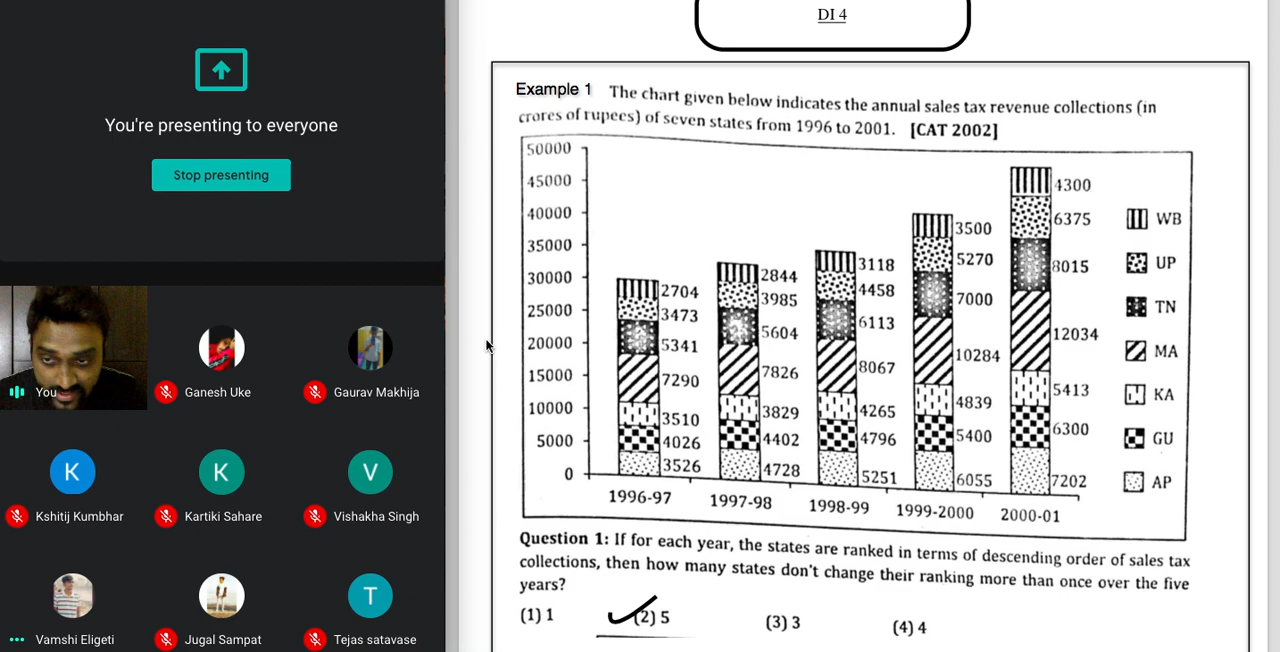 You're presenting to everyone
Stop presenting
You
Ganesh Uke
Gaurav Makhija
K
K
V
Kshitij Kumbhar
Kartiki Sahare
Vishakha Singh
T
Vamshi Eligeti
Jugal Sampat
Tejas satavase
DI 4
Example 1 The chart given below indicates the annual sales tax revenue collections (in
crores of rupees) of seven states from 1996 to 2001. [CAT 2002]
50000
45000
40000
35000
30000
25000
20000
15000
10000
5000
0
2704
3473
5341
7290
3510
4026
3526
2844
3985
5604
7826
3829
4402
4728
3118
4458
6113
8067
4265
4796
5251
3500
5270
7000
10284
4839
5400
6055
4300
6375
8015
12034
5413
6300
7202
WB
UP
TN
MA
KA
GU
AP
1996-97
1997-98
1998-99
1999-2000
2000-01
Question 1: If for each year, the states are ranked in terms of descending order of sales tax
collections, then how many states don't change their ranking more than once over the five
years?
(1) 1 (2) 5 (3) 3 (4) 4